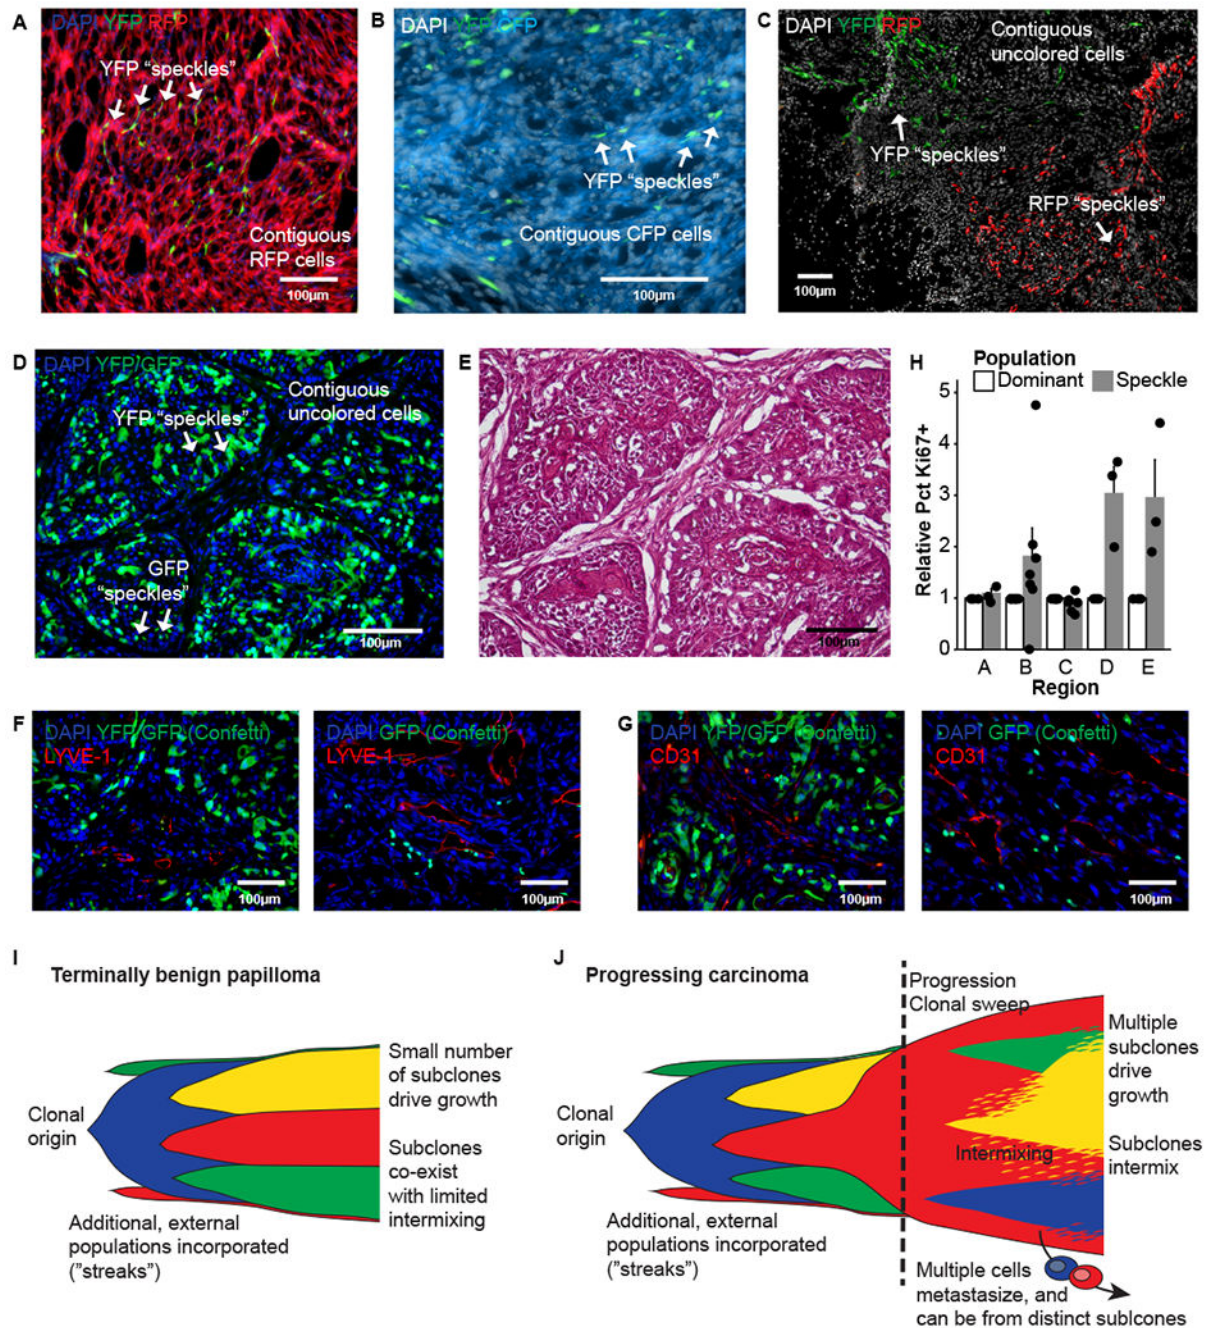 A
DAPI YFP RFP
YFP "speckles"
Contiguous
RFP cells
100µm
B
DAPI YFP CFP
YFP "speckles"
Contiguous CFP cells
100µm
C
DAPI YFP RFP
Contiguous
uncolored cells
YFP "speckles"
RFP "speckles"
100µm
D
DAPI YFP/GFP
Contiguous
uncolored cells
YFP "speckles"
GFP
"speckles"
100µm
E
100µm
H
Population
Dominant Speckle
Relative Pct Ki67+
5
4
3
2
1
0
A B C D E
Region
F
DAPI YFP/GFP (Confetti)
LYVE-1
100µm
DAPI GFP (Confetti)
LYVE-1
100µm
G
DAPI YFP/GFP (Confetti)
CD31
100µm
DAPI GFP (Confetti)
CD31
100µm
I
Terminally benign papilloma
Clonal
origin
Small number
of subclones
drive growth
Subclones
co-exist
with limited
intermixing
Additional, external
populations incorporated
("streaks")
J
Progressing carcinoma
Progression
Clonal sweep
Clonal
origin
Multiple
subclones
drive
growth
Intermixing
Subclones
intermix
Additional, external
populations incorporated
("streaks")
Multiple cells
metastasize, and
can be from distinct sublcones